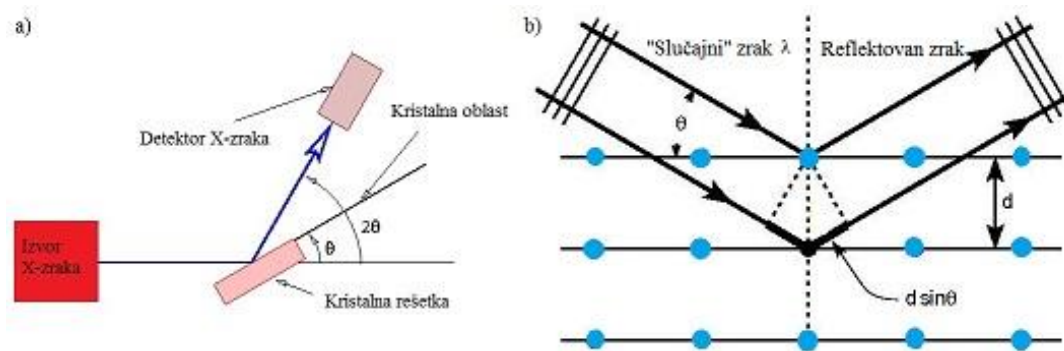 a)
Detektor X-zraka
Kristalna oblast
Izvor
X-zraka
θ
2θ
Kristalna rešetka
b)
"Slučajni" zrak λ
Reflektovan zrak
θ
d
d sinθ